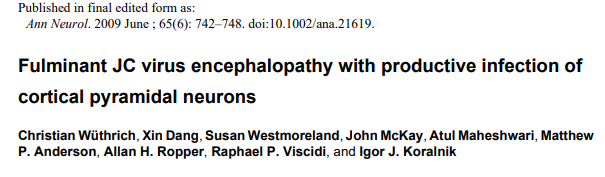 Published in final edited form as:
Ann Neurol. 2009 June ; 65(6): 742–748. doi:10.1002/ana.21619.
Fulminant JC virus encephalopathy with productive infection of
cortical pyramidal neurons
Christian Wüthrich, Xin Dang, Susan Westmoreland, John McKay, Atul Maheshwari, Matthew
P. Anderson, Allan H. Ropper, Raphael P. Viscidi, and Igor J. Koralnik